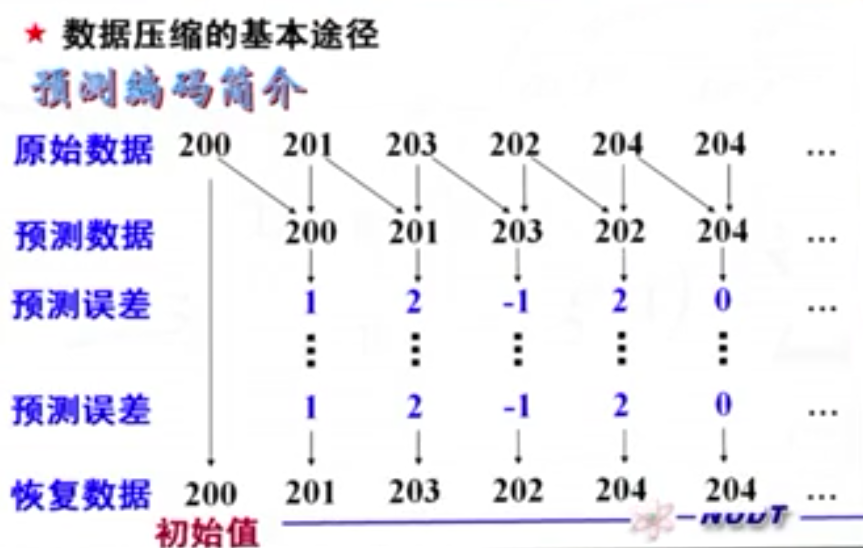 ★ 数据压缩的基本途径
预测编码简介
原始数据 200 201 203 202 204 204 ...
预测数据 200 201 203 202 204 ...
预测误差 1 2 -1 2 0 ...
预测误差 1 2 -1 2 0 ...
恢复数据 200 201 203 202 204 204 ...
初始值
NUDT